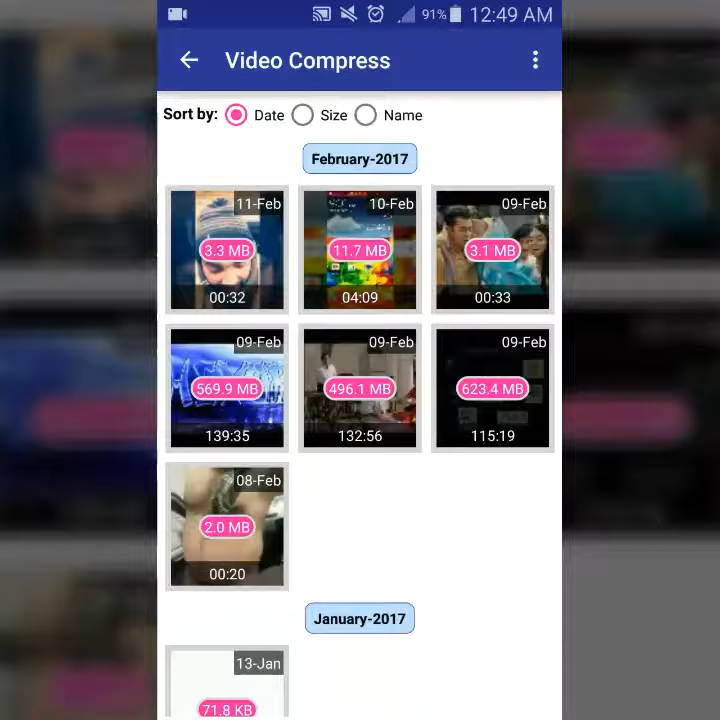 91% 12:49 AM
Video Compress
Sort by: Date Size Name
February-2017
11-Feb 10-Feb 09-Feb
3.3 MB 11.7 MB 3.1 MB
00:32 04:09 00:33
09-Feb 09-Feb 09-Feb
569.9 MB 496.1 MB 623.4 MB
139:35 132:56 115:19
08-Feb
2.0 MB
00:20
January-2017
13-Jan
71.8 KB